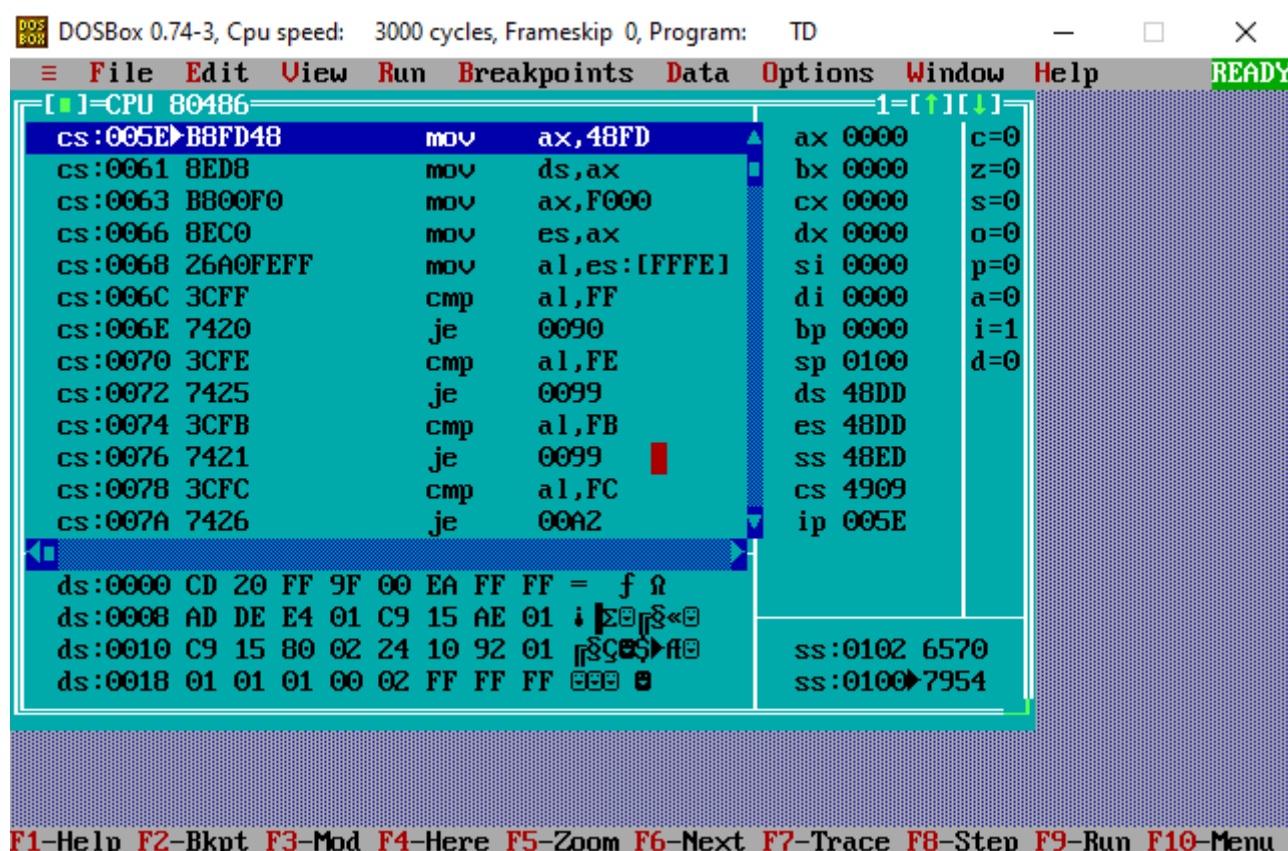 DOSBox 0.74-3, Cpu speed: 3000 cycles, Frameskip 0, Program: TD
≡ File Edit View Run Breakpoints Data Options Window Help READY
[■]=CPU 80486 1=[↑][↓]
cs:005E►B8FD48 mov ax,48FD ax 0000 c=0
cs:0061 8ED8 mov ds,ax bx 0000 z=0
cs:0063 B800F0 mov ax,F000 cx 0000 s=0
cs:0066 8EC0 mov es,ax dx 0000 o=0
cs:0068 26A0FEFF mov al,es:[FFFE] si 0000 p=0
cs:006C 3CFF cmp al,FF di 0000 a=0
cs:006E 7420 je 0090 bp 0000 i=1
cs:0070 3CFE cmp al,FE sp 0100 d=0
cs:0072 7425 je 0099 ds 48DD
cs:0074 3CFB cmp al,FB es 48DD
cs:0076 7421 je 0099 ss 48ED
cs:0078 3CFC cmp al,FC cs 4909
cs:007A 7426 je 00A2 ip 005E
ds:0000 CD 20 FF 9F 00 EA FF FF = ƒ Ω
ds:0008 AD DE E4 01 C9 15 AE 01 ¡▐Σ☺╔§«☺
ds:0010 C9 15 80 02 24 10 92 01 ╔§Ç☻$►Æ☺ ss:0102 6570
ds:0018 01 01 01 00 02 FF FF FF ☺☺☺ ☻ ss:0100►7954
F1-Help F2-Bkpt F3-Mod F4-Here F5-Zoom F6-Next F7-Trace F8-Step F9-Run F10-Menu